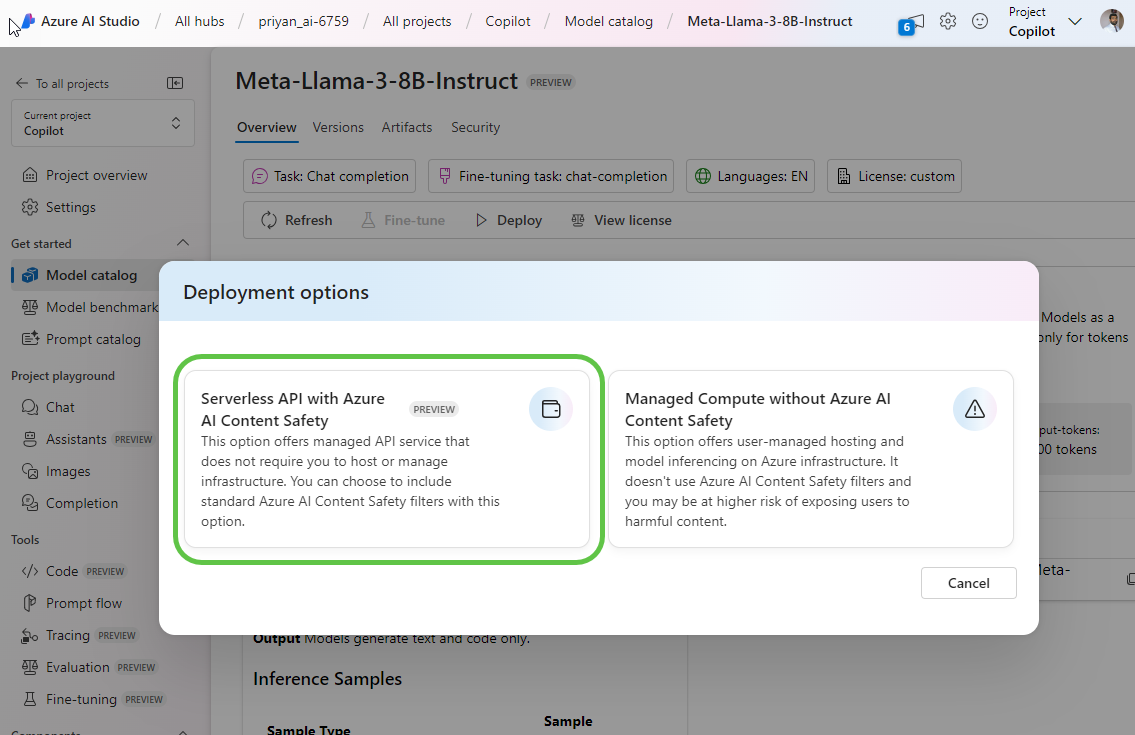 Azure AI Studio / All hubs / priyan_ai-6759 / All projects / Copilot / Model catalog / Meta-Llama-3-8B-Instruct
6
Project
Copilot
To all projects
Current project
Copilot
Project overview
Settings
Get started
Model catalog
Model benchmark
Prompt catalog
Project playground
Chat
Assistants PREVIEW
Images
Completion
Tools
Code PREVIEW
Prompt flow
Tracing PREVIEW
Evaluation PREVIEW
Fine-tuning PREVIEW
Components
Meta-Llama-3-8B-Instruct PREVIEW
Overview Versions Artifacts Security
Task: Chat completion Fine-tuning task: chat-completion Languages: EN License: custom
Refresh Fine-tune Deploy View license
Models as a
only for tokens
put-tokens:
00 tokens
Deployment options
Serverless API with Azure
AI Content Safety
PREVIEW
This option offers managed API service that
does not require you to host or manage
infrastructure. You can choose to include
standard Azure AI Content Safety filters with this
option.
Managed Compute without Azure AI
Content Safety
This option offers user-managed hosting and
model inferencing on Azure infrastructure. It
doesn't use Azure AI Content Safety filters and
you may be at higher risk of exposing users to
harmful content.
Cancel
Meta-
Output Models generate text and code only.
Inference Samples
Sample Type
Sample